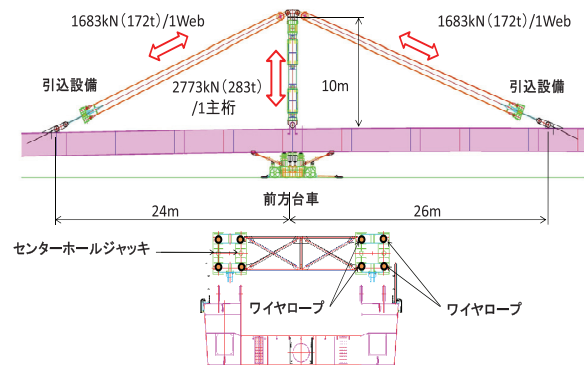 1683kN（172t）/1Web
1683kN（172t）/1Web
引込設備
2773kN（283t）
/1主桁
10m
引込設備
前方台車
24m
26m
センターホールジャッキ
ワイヤロープ
ワイヤロープ